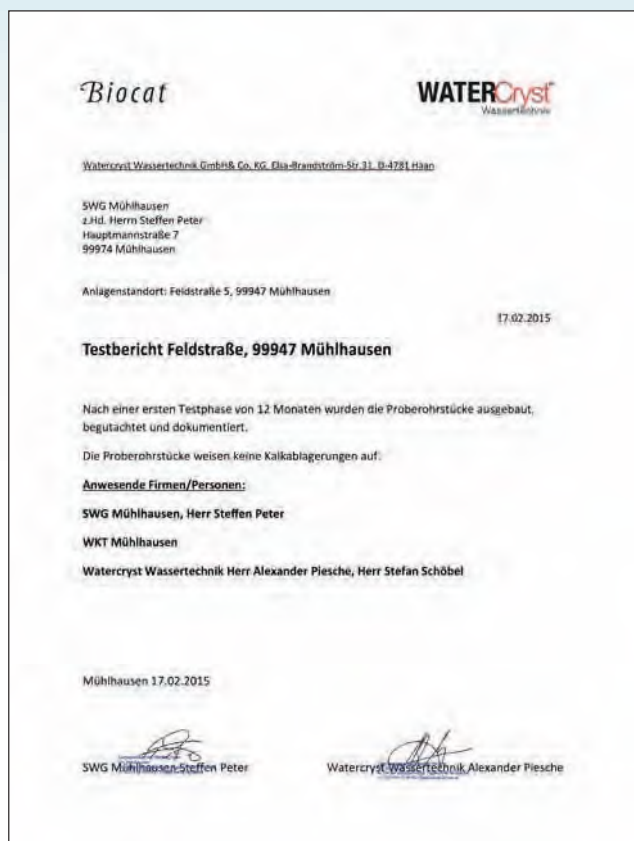 Biocat
WATERCryst
Wassertechnik
Watercryst Wassertechnik GmbH& Co. KG, Elsa-Brandström-Str.31, D-4781 Haan
SWG Mühlhausen
z.Hd. Herrn Steffen Peter
Hauptmannstraße 7
99974 Mühlhausen
Anlagenstandort: Feldstraße 5, 99947 Mühlhausen
17.02.2015
Testbericht Feldstraße, 99947 Mühlhausen
Nach einer ersten Testphase von 12 Monaten wurden die Proberohrstücke ausgebaut,
begutachtet und dokumentiert.
Die Proberohrstücke weisen keine Kalkablagerungen auf.
Anwesende Firmen/Personen:
SWG Mühlhausen, Herr Steffen Peter
WKT Mühlhausen
Watercryst Wassertechnik Herr Alexander Piesche, Herr Stefan Schöbel
Mühlhausen 17.02.2015
SWG Mühlhausen Steffen Peter
Watercryst Wassertechnik Alexander Piesche